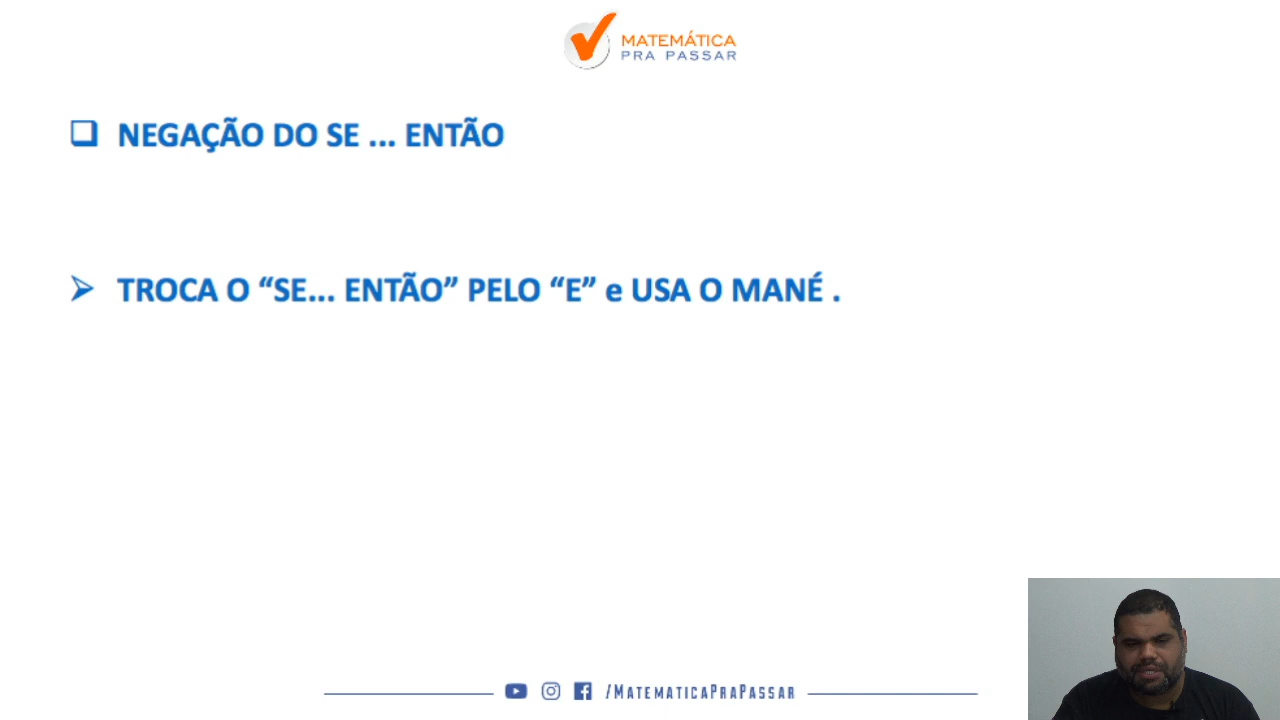 MATEMÁTICA
PRA PASSAR
NEGAÇÃO DO SE ... ENTÃO
TROCA O “SE... ENTÃO” PELO “E” e USA O MANÉ .
/MATEMATICAPRAPASSAR